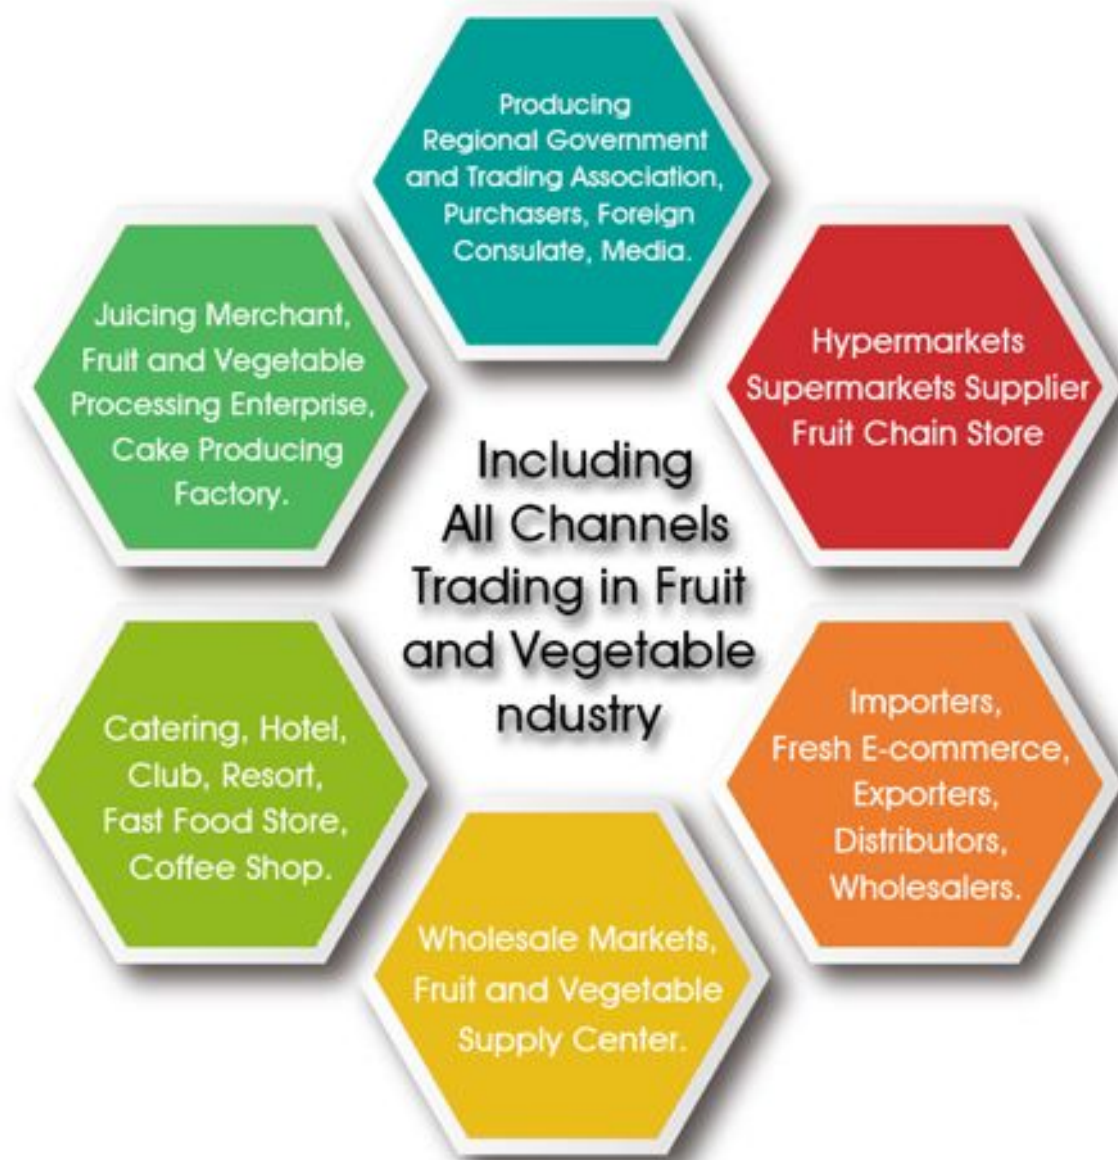 Producing
Regional Government
and Trading Association,
Purchasers, Foreign
Consulate, Media.
Juicing Merchant,
Fruit and Vegetable
Processing Enterprise,
Cake Producing
Factory.
Hypermarkets
Supermarkets Supplier
Fruit Chain Store
Including
All Channels
Trading in Fruit
and Vegetable
ndustry
Catering, Hotel,
Club, Resort,
Fast Food Store,
Coffee Shop.
Importers,
Fresh E-commerce,
Exporters,
Distributors,
Wholesalers.
Wholesale Markets,
Fruit and Vegetable
Supply Center.